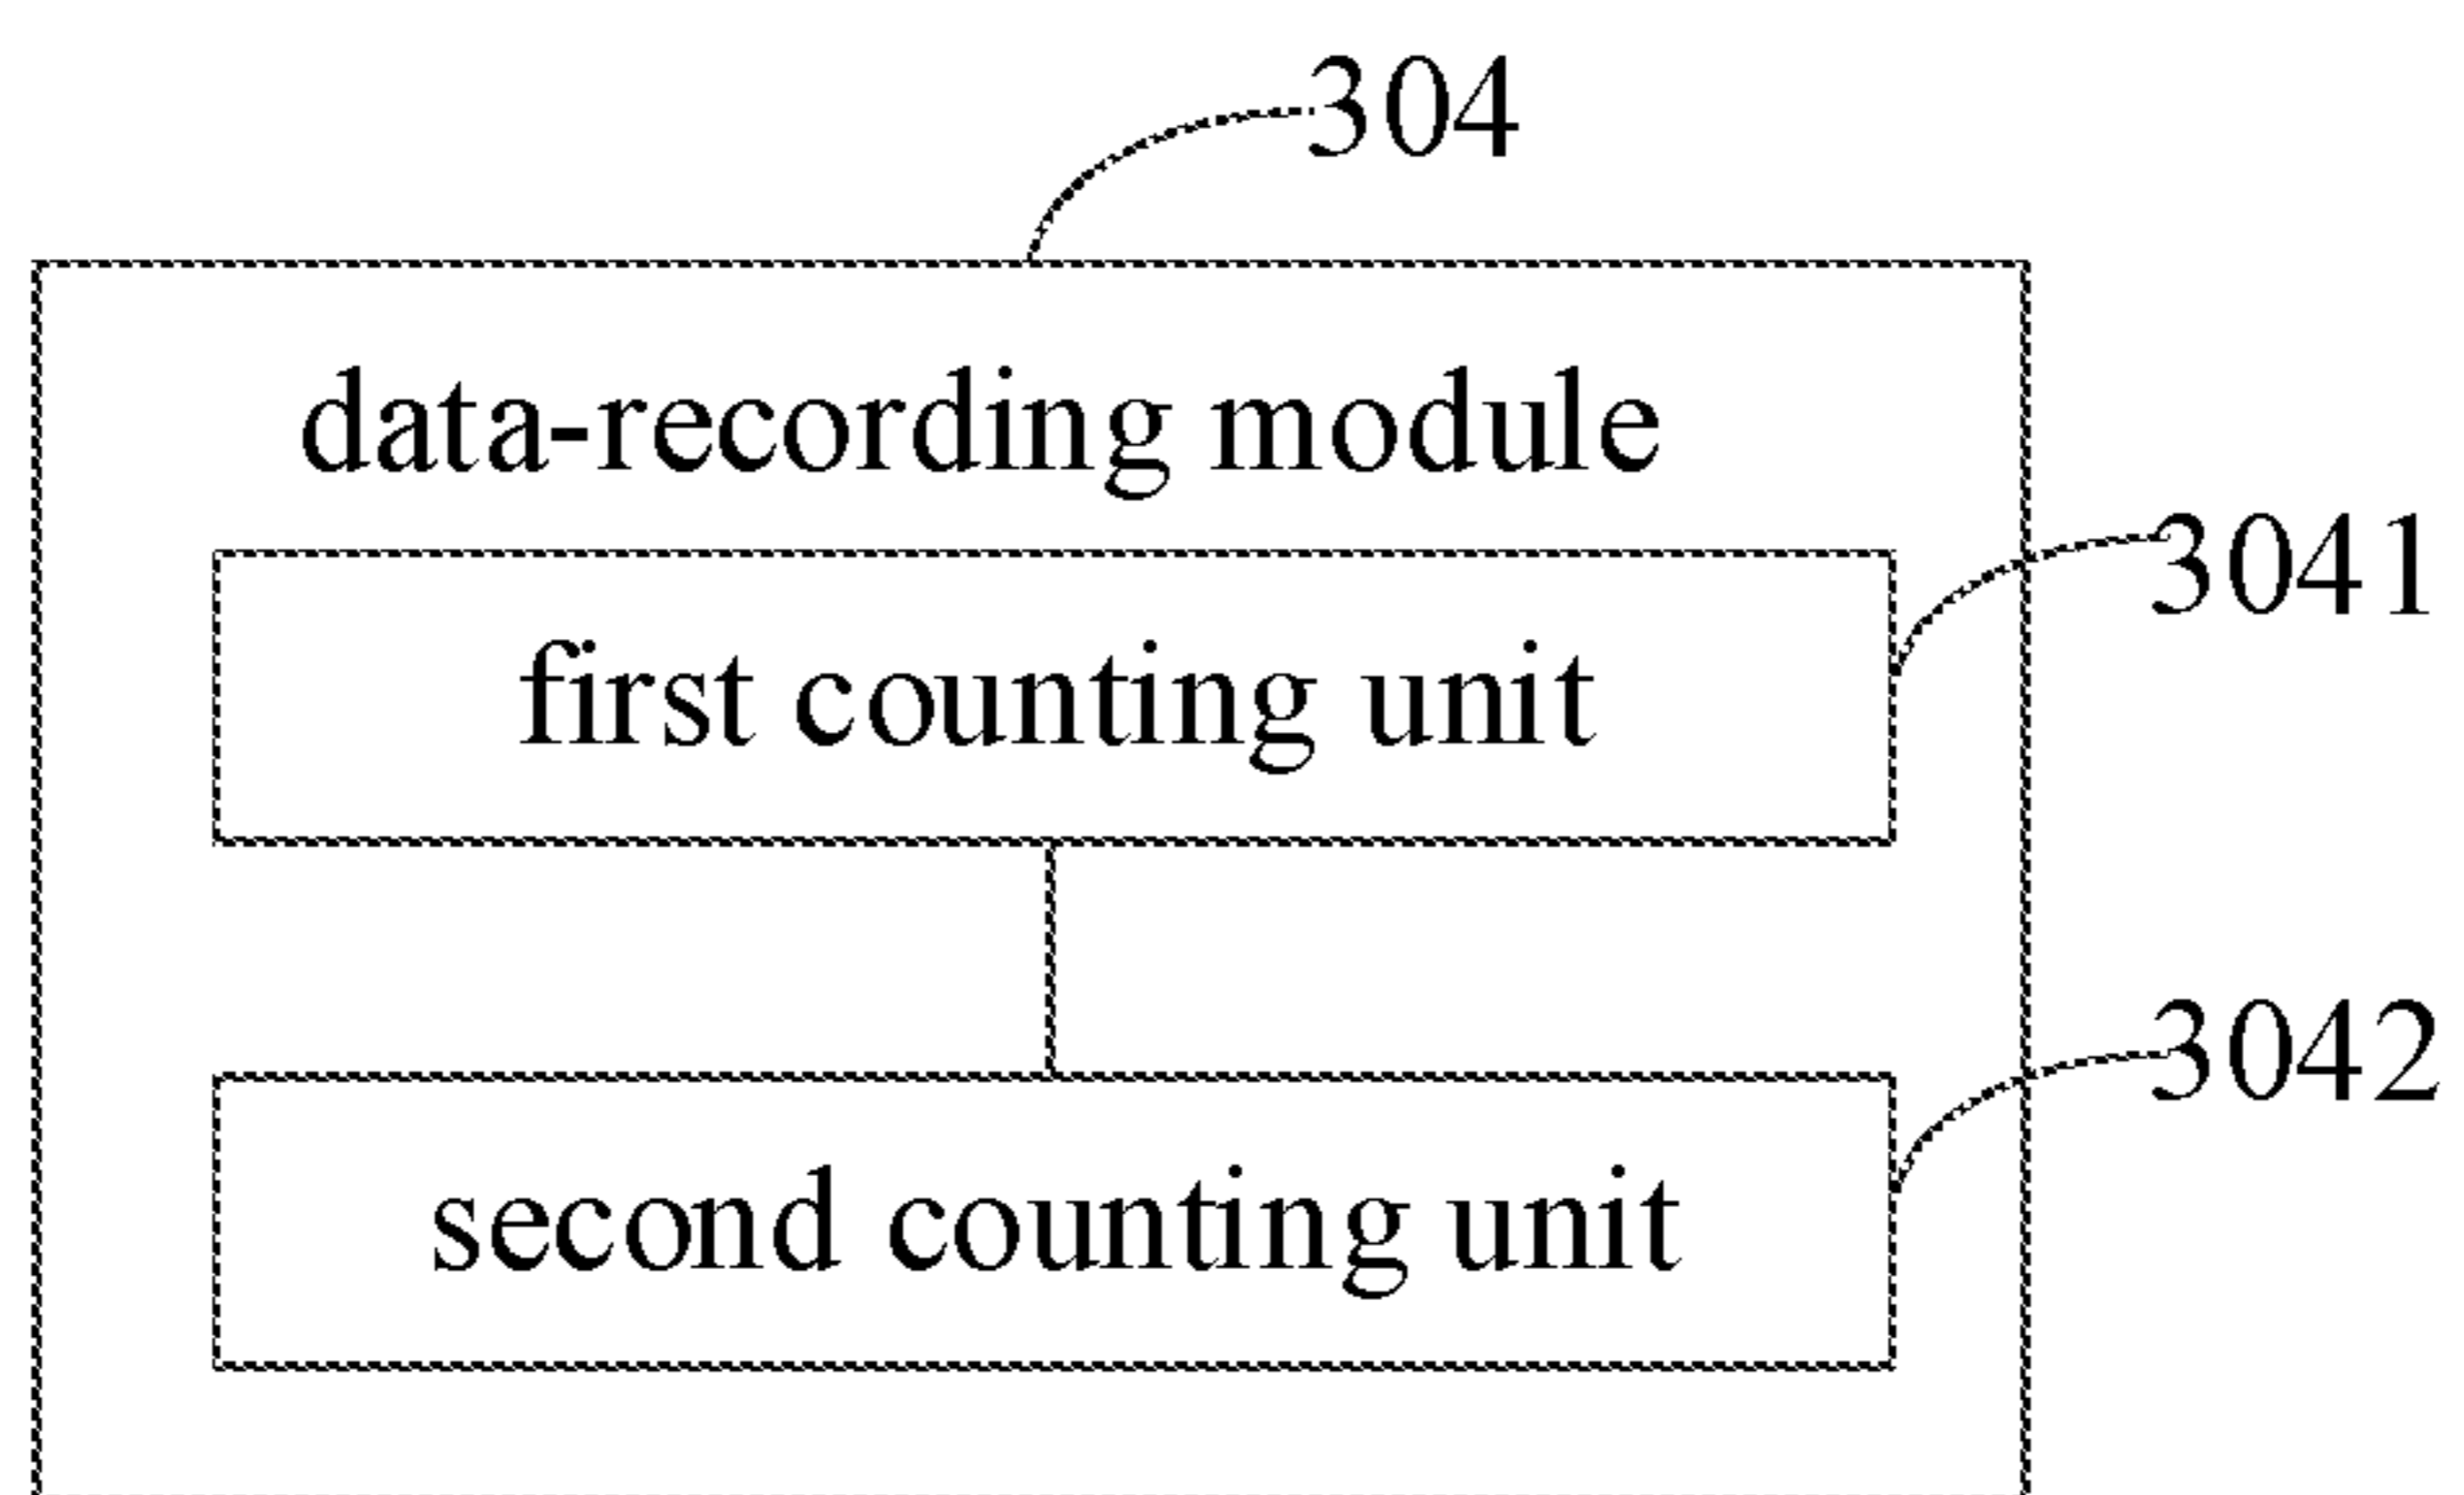 304
data-recording module
3041
first counting unit
3042
second counting unit